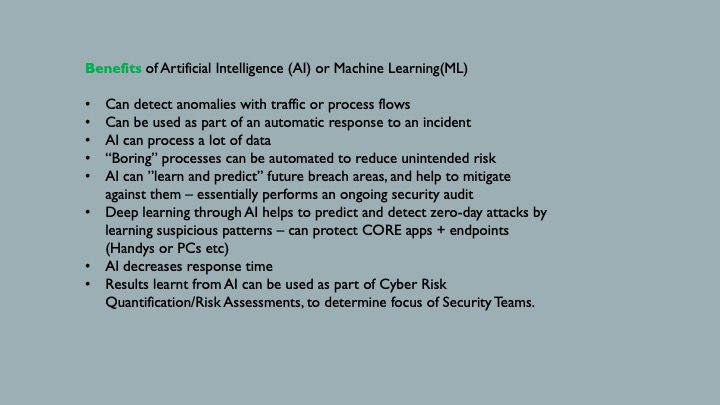 Benefits of Artificial Intelligence (AI) or Machine Learning(ML)
• Can detect anomalies with traffic or process flows
• Can be used as part of an automatic response to an incident
• AI can process a lot of data
• “Boring” processes can be automated to reduce unintended risk
• AI can ”learn and predict” future breach areas, and help to mitigate
against them – essentially performs an ongoing security audit
• Deep learning through AI helps to predict and detect zero-day attacks by
learning suspicious patterns – can protect CORE apps + endpoints
(Handys or PCs etc)
• AI decreases response time
• Results learnt from AI can be used as part of Cyber Risk
Quantification/Risk Assessments, to determine focus of Security Teams.